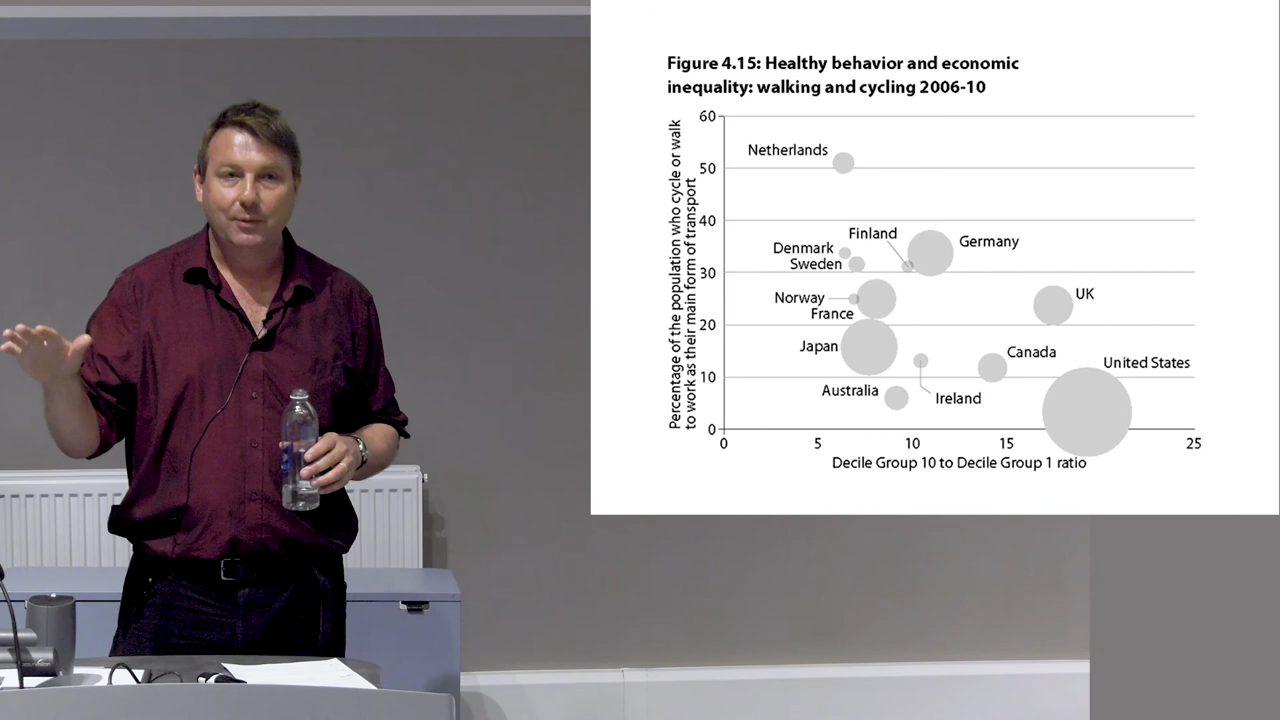 Figure 4.15: Healthy behavior and economic
inequality: walking and cycling 2006-10
Percentage of the population who cycle or walk
to work as their main form of transport
60
50
40
30
20
10
0
Netherlands
Finland
Germany
Denmark
Sweden
Norway
UK
France
Japan
Canada
United States
Australia
Ireland
0 5 10 15 25
Decile Group 10 to Decile Group 1 ratio